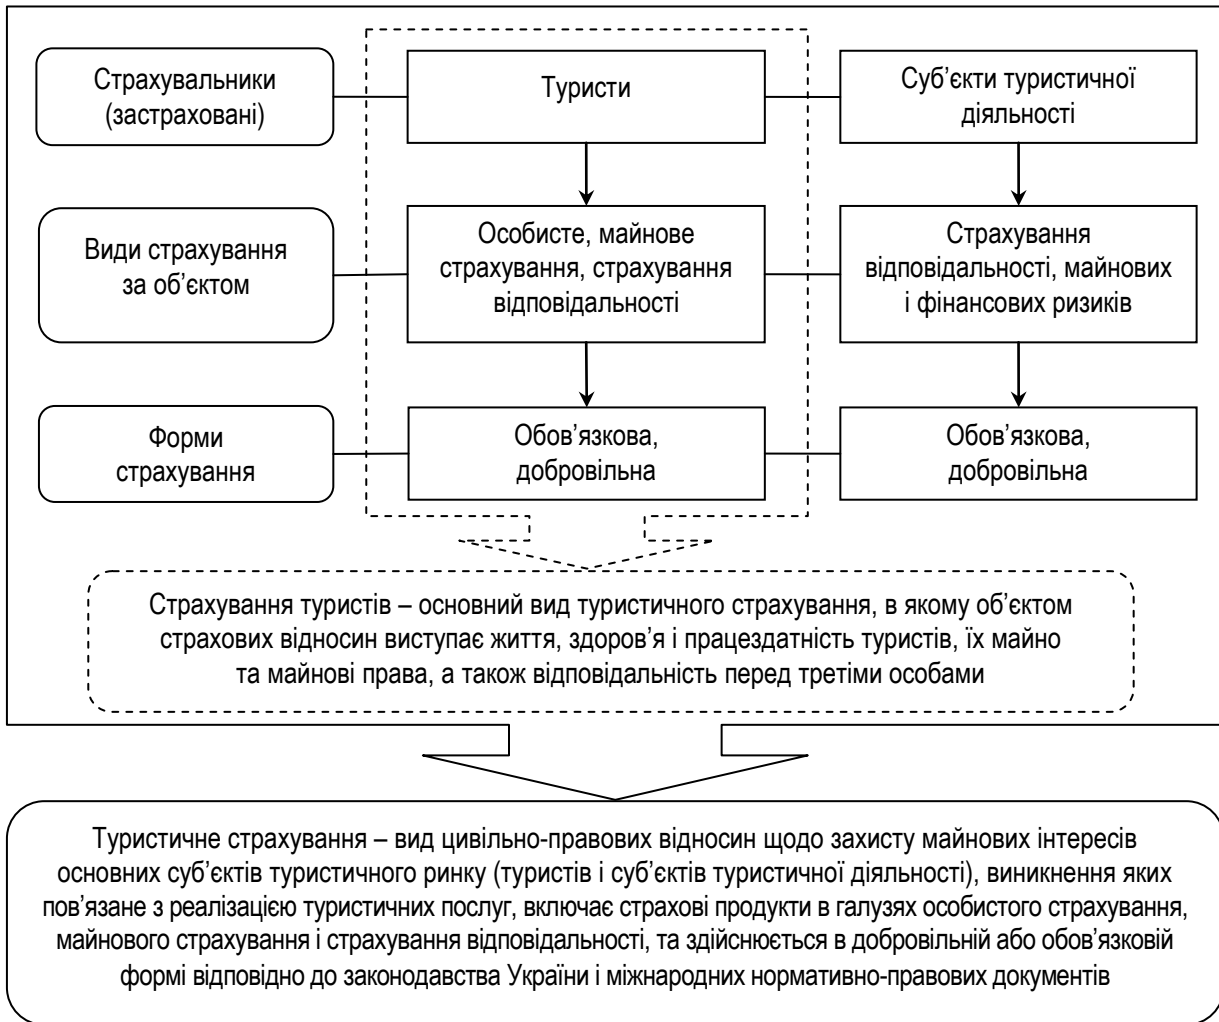 Страхувальники
(застраховані)
Туристи
Суб’єкти туристичної
діяльності
Види страхування
за об’єктом
Особисте, майнове
страхування, страхування
відповідальності
Страхування
відповідальності, майнових
і фінансових ризиків
Форми
страхування
Обов’язкова,
добровільна
Обов’язкова,
добровільна
Страхування туристів – основний вид туристичного страхування, в якому об’єктом
страхових відносин виступає життя, здоров’я і працездатність туристів, їх майно
та майнові права, а також відповідальність перед третіми особами
Туристичне страхування – вид цивільно-правових відносин щодо захисту майнових інтересів
основних суб’єктів туристичного ринку (туристів і суб’єктів туристичної діяльності), виникнення яких
пов’язане з реалізацією туристичних послуг, включає страхові продукти в галузях особистого страхування,
майнового страхування і страхування відповідальності, та здійснюється в добровільній або обов’язковій
формі відповідно до законодавства України і міжнародних нормативно-правових документів